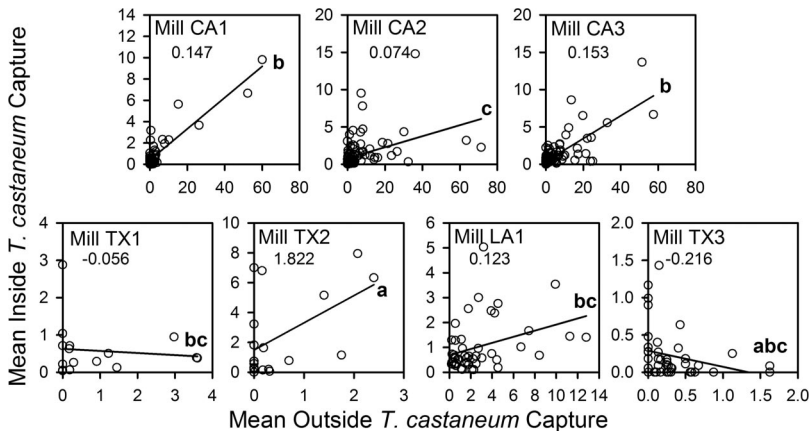 Mean Inside T. castaneum Capture
Mill CA1
0.147
b
14
12
10
8
6
4
2
0
0 20 40 60 80
Mill CA2
0.074
c
20
15
10
5
0
0 20 40 60 80
Mill CA3
0.153
b
20
15
10
5
0
0 20 40 60 80
Mill TX1
-0.056
bc
4
3
2
1
0
0 1 2 3 4
Mill TX2
1.822
a
10
8
6
4
2
0
0 1 2 3
Mill LA1
0.123
bc
6
5
4
3
2
1
0
0 2 4 6 8 10 12 14
Mill TX3
-0.216
abc
2.0
1.5
1.0
0.5
0.0
0.0 0.5 1.0 1.5 2.0
Mean Outside T. castaneum Capture